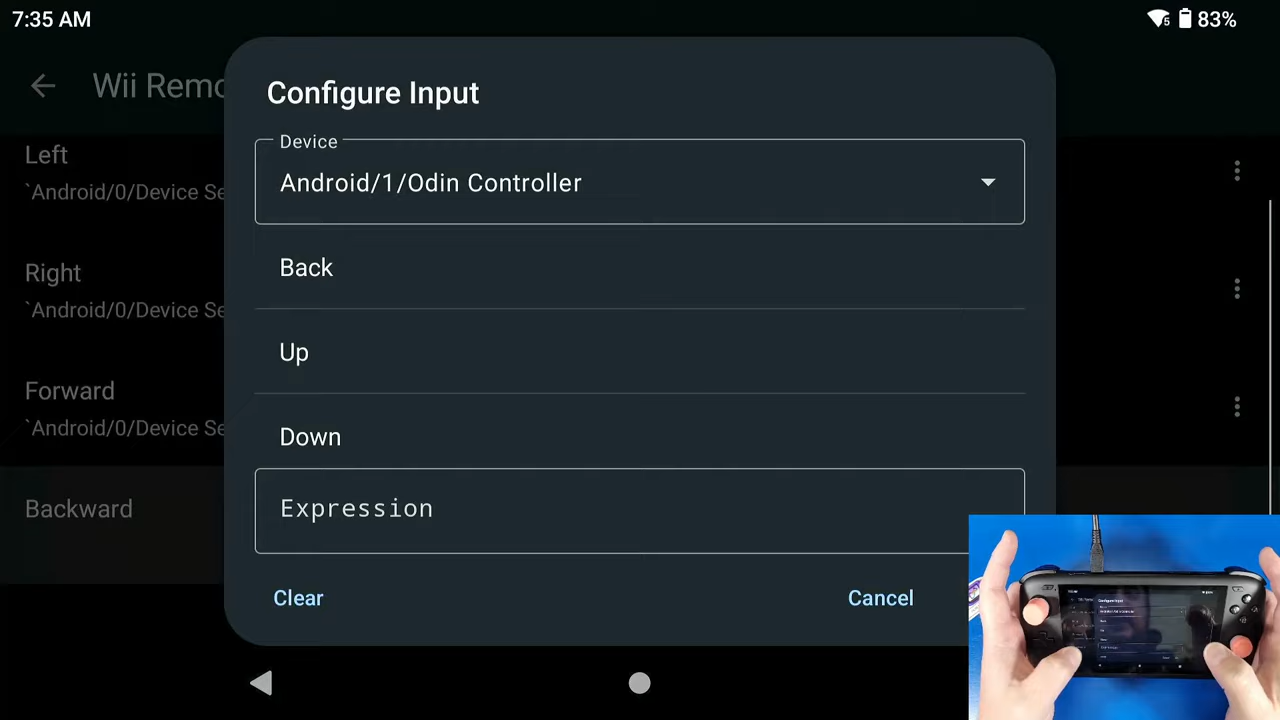 7:35 AM
5
83%
Wii Remo
Configure Input
Device
Android/1/Odin Controller
Left
`Android/0/Device Se
Back
Right
`Android/0/Device Se
Up
Forward
`Android/0/Device Se
Down
Backward
Expression
Clear
Cancel